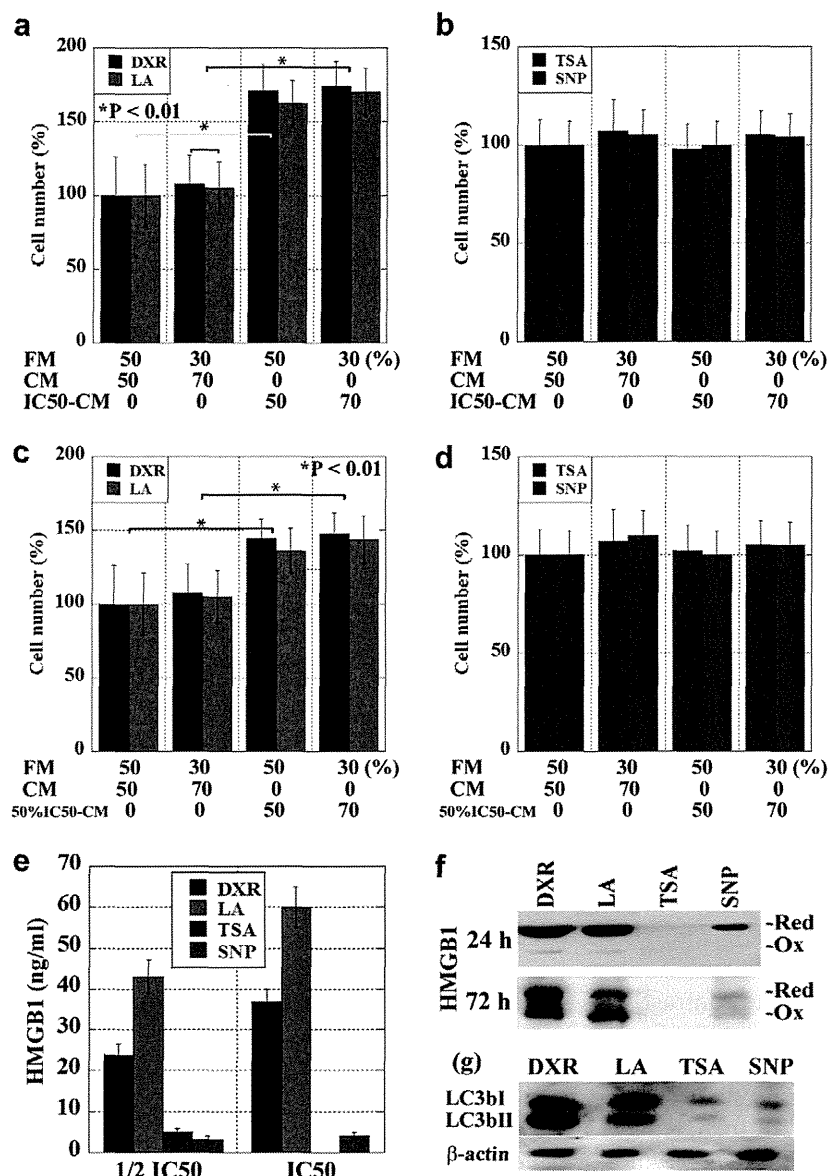 a
200
150
100
50
0
Cell number (%)
DXR
LA
*P < 0.01
*
*
FM 50 30 50 30 (%)
CM 50 70 0 0
IC50-CM 0 0 50 70
b
150
100
50
0
Cell number (%)
TSA
SNP
FM 50 30 50 30 (%)
CM 50 70 0 0
IC50-CM 0 0 50 70
c
200
150
100
50
0
Cell number (%)
DXR
LA
*P < 0.01
*
*
FM 50 30 50 30 (%)
CM 50 70 0 0
50%IC50-CM 0 0 50 70
d
150
100
50
0
Cell number (%)
TSA
SNP
FM 50 30 50 30 (%)
CM 50 70 0 0
50%IC50-CM 0 0 50 70
e
70
60
50
40
30
20
10
0
HMGB1 (ng/ml)
DXR
LA
TSA
SNP
1/2 IC50 IC50
f
DXR LA TSA SNP
HMGB1
24 h
-Red
-Ox
72 h
-Red
-Ox
(g)
DXR LA TSA SNP
LC3bI
LC3bII
β-actin